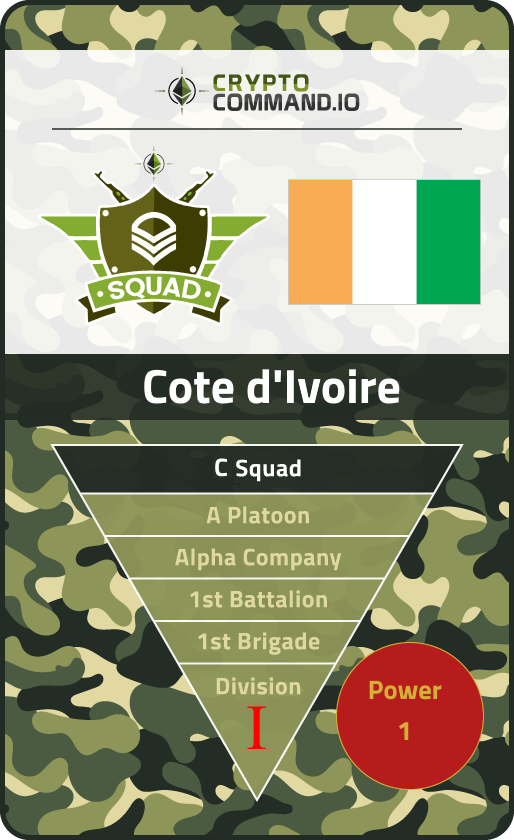 CRYPTO
COMMAND.IO
SQUAD
Cote d'Ivoire
C Squad
A Platoon
Alpha Company
1st Battalion
1st Brigade
Division
I
Power
1